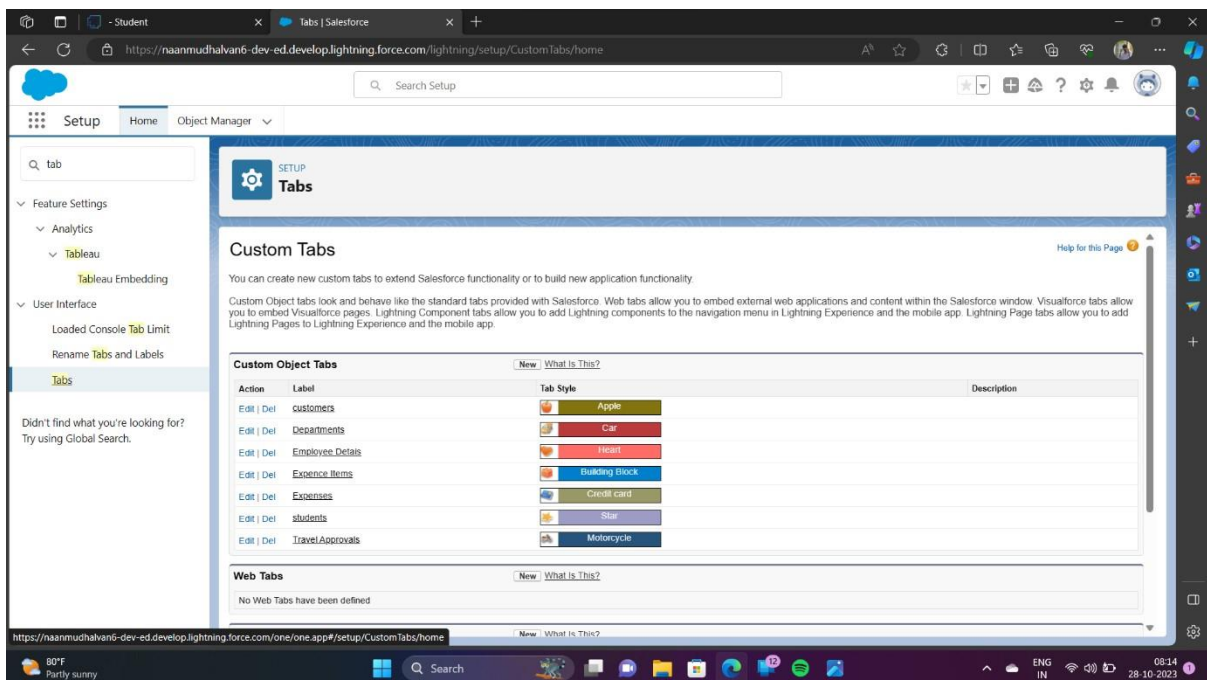 - Student
Tabs | Salesforce
https://naanmudhalvan6-dev-ed.develop.lightning.force.com/lightning/setup/CustomTabs/home
Search Setup
Setup
Home
Object Manager
tab
Feature Settings
Analytics
Tableau
Tableau Embedding
User Interface
Loaded Console Tab Limit
Rename Tabs and Labels
Tabs
Didn't find what you're looking for?
Try using Global Search.
SETUP
Tabs
Custom Tabs
Help for this Page
You can create new custom tabs to extend Salesforce functionality or to build new application functionality.
Custom Object tabs look and behave like the standard tabs provided with Salesforce. Web tabs allow you to embed external web applications and content within the Salesforce window. Visualforce tabs allow
you to embed Visualforce pages. Lightning Component tabs allow you to add Lightning components to the navigation menu in Lightning Experience and the mobile app. Lightning Page tabs allow you to add
Lightning Pages to Lightning Experience and the mobile app.
Custom Object Tabs New What Is This?
Action Label Tab Style Description
Edit | Del customers Apple
Edit | Del Departments Car
Edit | Del Employee Detais Heart
Edit | Del Expence Items Building Block
Edit | Del Expenses Credit card
Edit | Del students Star
Edit | Del Travel Approvals Motorcycle
Web Tabs New What Is This?
No Web Tabs have been defined
New What Is This?
https://naanmudhalvan6-dev-ed.develop.lightning.force.com/one/one.app#/setup/CustomTabs/home
80°F
Partly sunny
Search
12
ENG
IN
08:14
28-10-2023
1